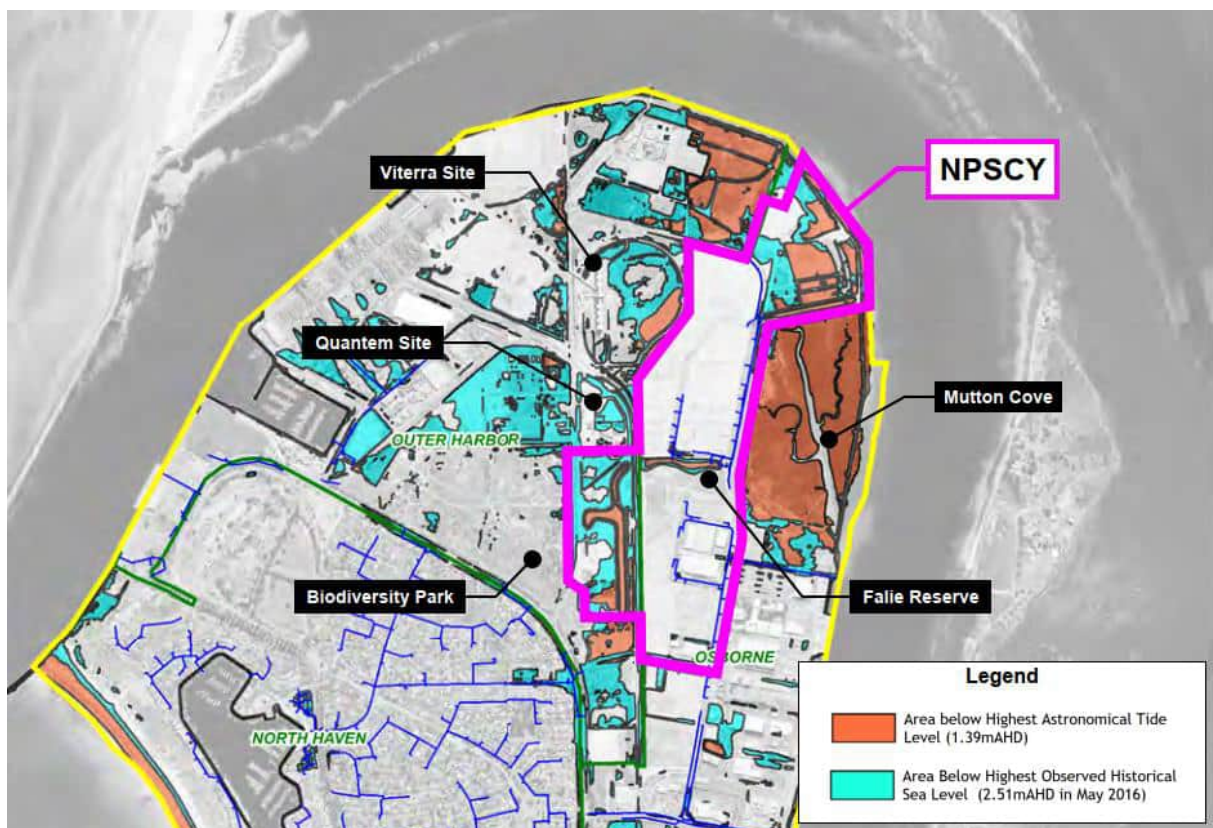 NPSCY
Viterra Site
Quantem Site
Mutton Cove
OUTER HARBOR
Biodiversity Park
Falie Reserve
OSBORNE
NORTH HAVEN
Legend
Area below Highest Astronomical Tide
Level (1.39mAHD)
Area Below Highest Observed Historical
Sea Level (2.51mAHD in May 2016)